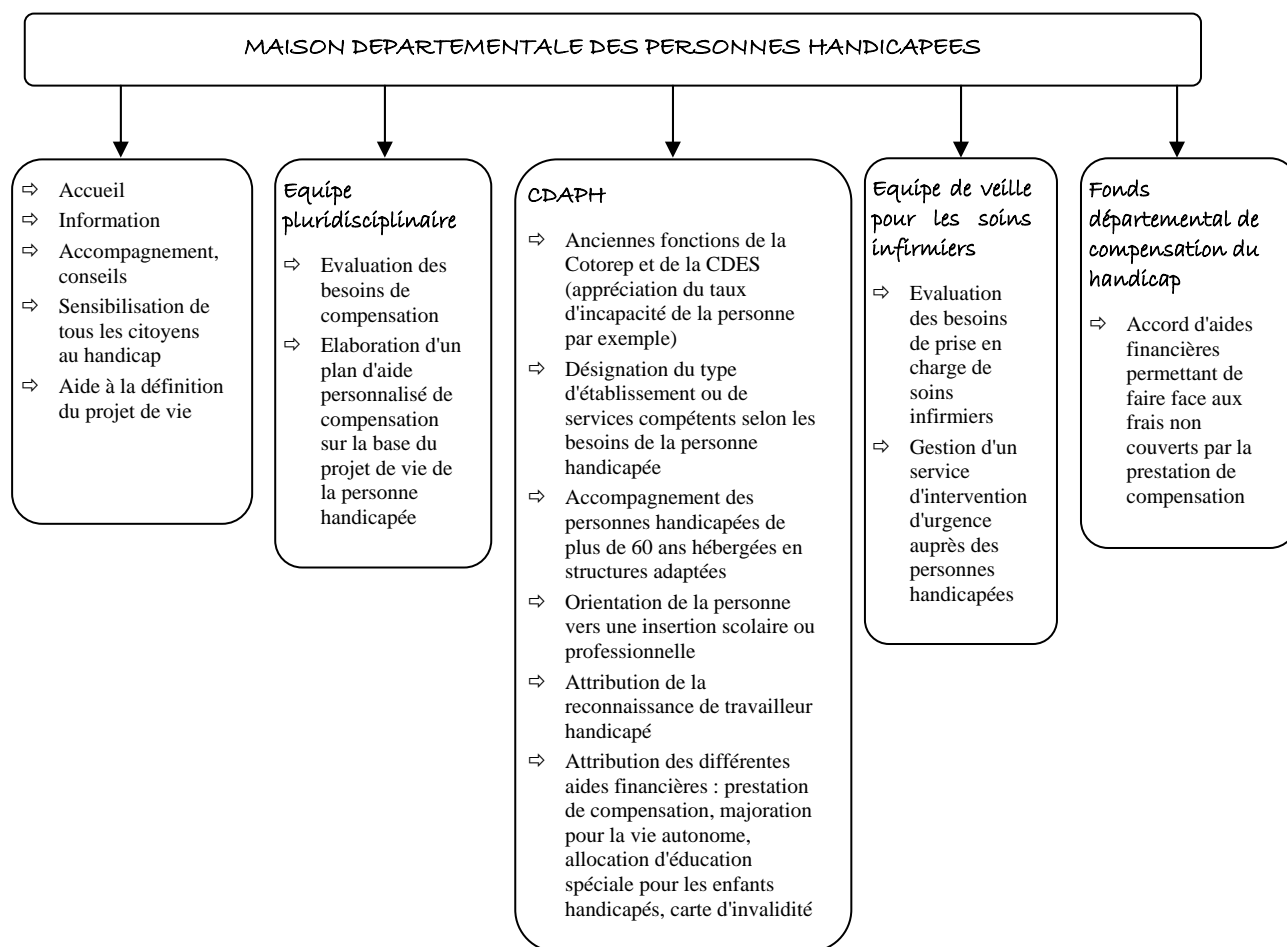 MAISON DEPARTEMENTALE DES PERSONNES HANDICAPEES
⇨ Accueil
⇨ Information
⇨ Accompagnement,
conseils
⇨ Sensibilisation de
tous les citoyens
au handicap
⇨ Aide à la définition
du projet de vie
Equipe
pluridisciplinaire
⇨ Evaluation des
besoins de
compensation
⇨ Elaboration d'un
plan d'aide
personnalisé de
compensation
sur la base du
projet de vie de
la personne
handicapée
CDAPH
⇨ Anciennes fonctions de la
Cotorep et de la CDES
(appréciation du taux
d'incapacité de la personne
par exemple)
⇨ Désignation du type
d'établissement ou de
services compétents selon les
besoins de la personne
handicapée
⇨ Accompagnement des
personnes handicapées de
plus de 60 ans hébergées en
structures adaptées
⇨ Orientation de la personne
vers une insertion scolaire ou
professionnelle
⇨ Attribution de la
reconnaissance de travailleur
handicapé
⇨ Attribution des différentes
aides financières : prestation
de compensation, majoration
pour la vie autonome,
allocation d'éducation
spéciale pour les enfants
handicapés, carte d'invalidité
Equipe de veille
pour les soins
infirmiers
⇨ Evaluation
des besoins
de prise en
charge de
soins
infirmiers
⇨ Gestion d'un
service
d'intervention
d'urgence
auprès des
personnes
handicapées
Fonds
départemental de
compensation du
handicap
⇨ Accord d'aides
financières
permettant de
faire face aux
frais non
couverts par la
prestation de
compensation